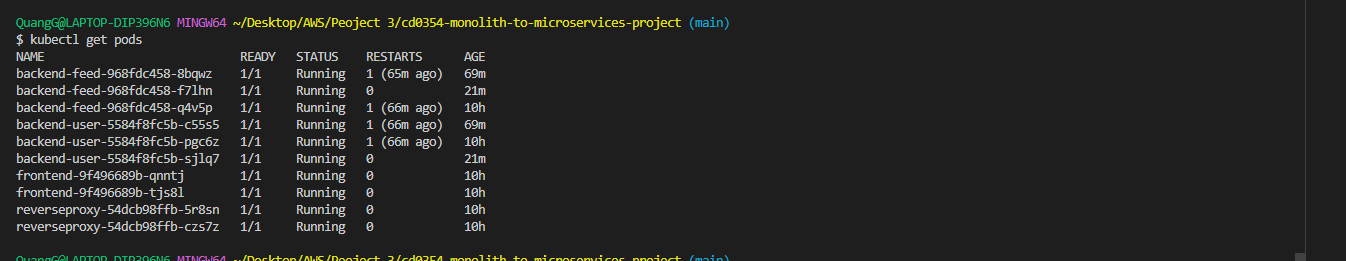 QuangG@LAPTOP-DIP396N6 MINGW64 ~/Desktop/AWS/Peoject 3/cd0354-monolith-to-microservices-project (main)
$ kubectl get pods
NAME READY STATUS RESTARTS AGE
backend-feed-968fdc458-8bqwz 1/1 Running 1 (65m ago) 69m
backend-feed-968fdc458-f7lhn 1/1 Running 0 21m
backend-feed-968fdc458-q4v5p 1/1 Running 1 (66m ago) 10h
backend-user-5584f8fc5b-c55s5 1/1 Running 1 (66m ago) 69m
backend-user-5584f8fc5b-pgc6z 1/1 Running 1 (66m ago) 10h
backend-user-5584f8fc5b-sjlq7 1/1 Running 0 21m
frontend-9f496689b-qnntj 1/1 Running 0 10h
frontend-9f496689b-tjs8l 1/1 Running 0 10h
reverseproxy-54dcb98ffb-5r8sn 1/1 Running 0 10h
reverseproxy-54dcb98ffb-czs7z 1/1 Running 0 10h
QuangG@LAPTOP-DIP396N6 MINGW64 ~/Desktop/AWS/Peoject 3/cd0354-monolith-to-microservices-project (main)